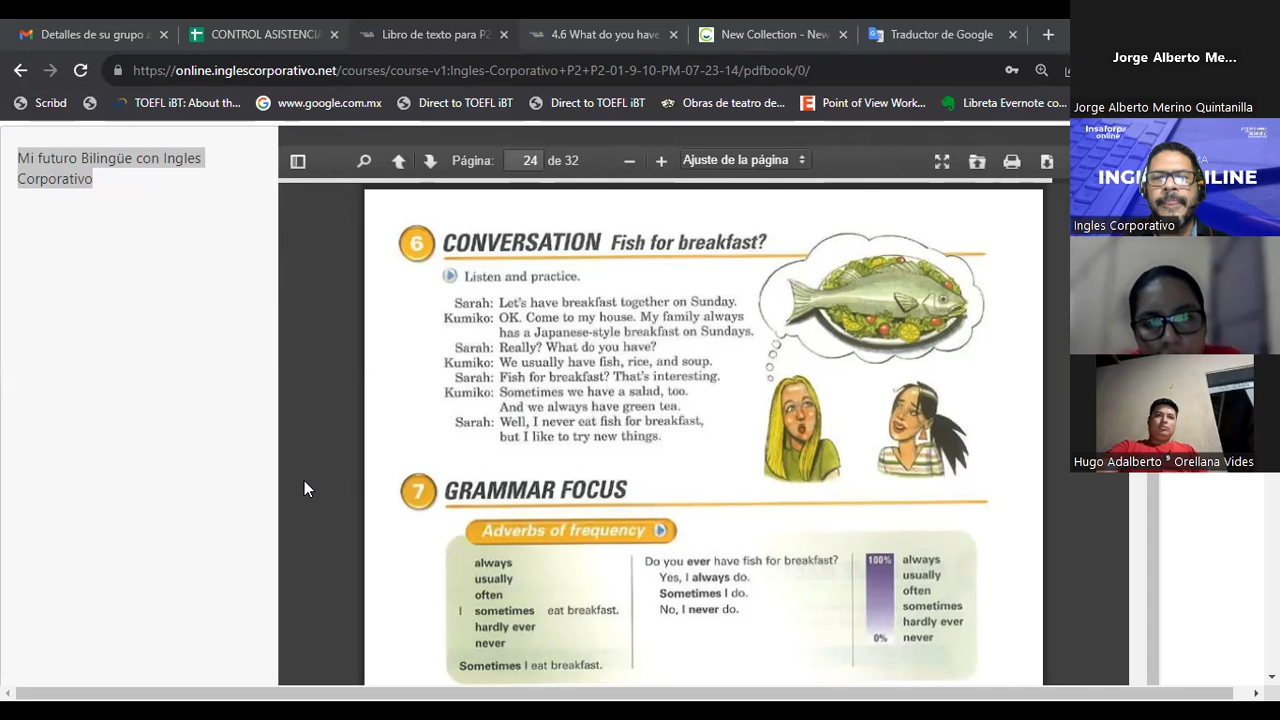 Detalles de su grupo a
CONTROL ASISTENCIA
Libro de texto para P2
4.6 What do you have
New Collection - New
Traductor de Google
https://online.inglescorporativo.net/courses/course-v1:Ingles-Corporativo+P2+P2-01-9-10-PM-07-23-14/pdfbook/0/
Scribd
TOEFL iBT: About th...
www.google.com.mx
Direct to TOEFL iBT
Direct to TOEFL iBT
Obras de teatro de...
Point of View Work...
Libreta Evernote co...
Mi futuro Bilingüe con Ingles
Corporativo
Página: 24 de 32
Ajuste de la página
6 CONVERSATION Fish for breakfast?
Listen and practice.
Sarah: Let's have breakfast together on Sunday.
Kumiko: OK. Come to my house. My family always
has a Japanese-style breakfast on Sundays.
Sarah: Really? What do you have?
Kumiko: We usually have fish, rice, and soup.
Sarah: Fish for breakfast? That's interesting.
Kumiko: Sometimes we have a salad, too.
And we always have green tea.
Sarah: Well, I never eat fish for breakfast,
but I like to try new things.
7 GRAMMAR FOCUS
Adverbs of frequency
always
usually
often
I sometimes eat breakfast.
hardly ever
never
Sometimes I eat breakfast.
Do you ever have fish for breakfast?
Yes, I always do.
Sometimes I do.
No, I never do.
100% always
usually
often
sometimes
hardly ever
0% never
Jorge Alberto Me...
Jorge Alberto Merino Quintanilla
Insaforp
online
Ingles Corporativo
Hugo Adalberto Orellana Vides